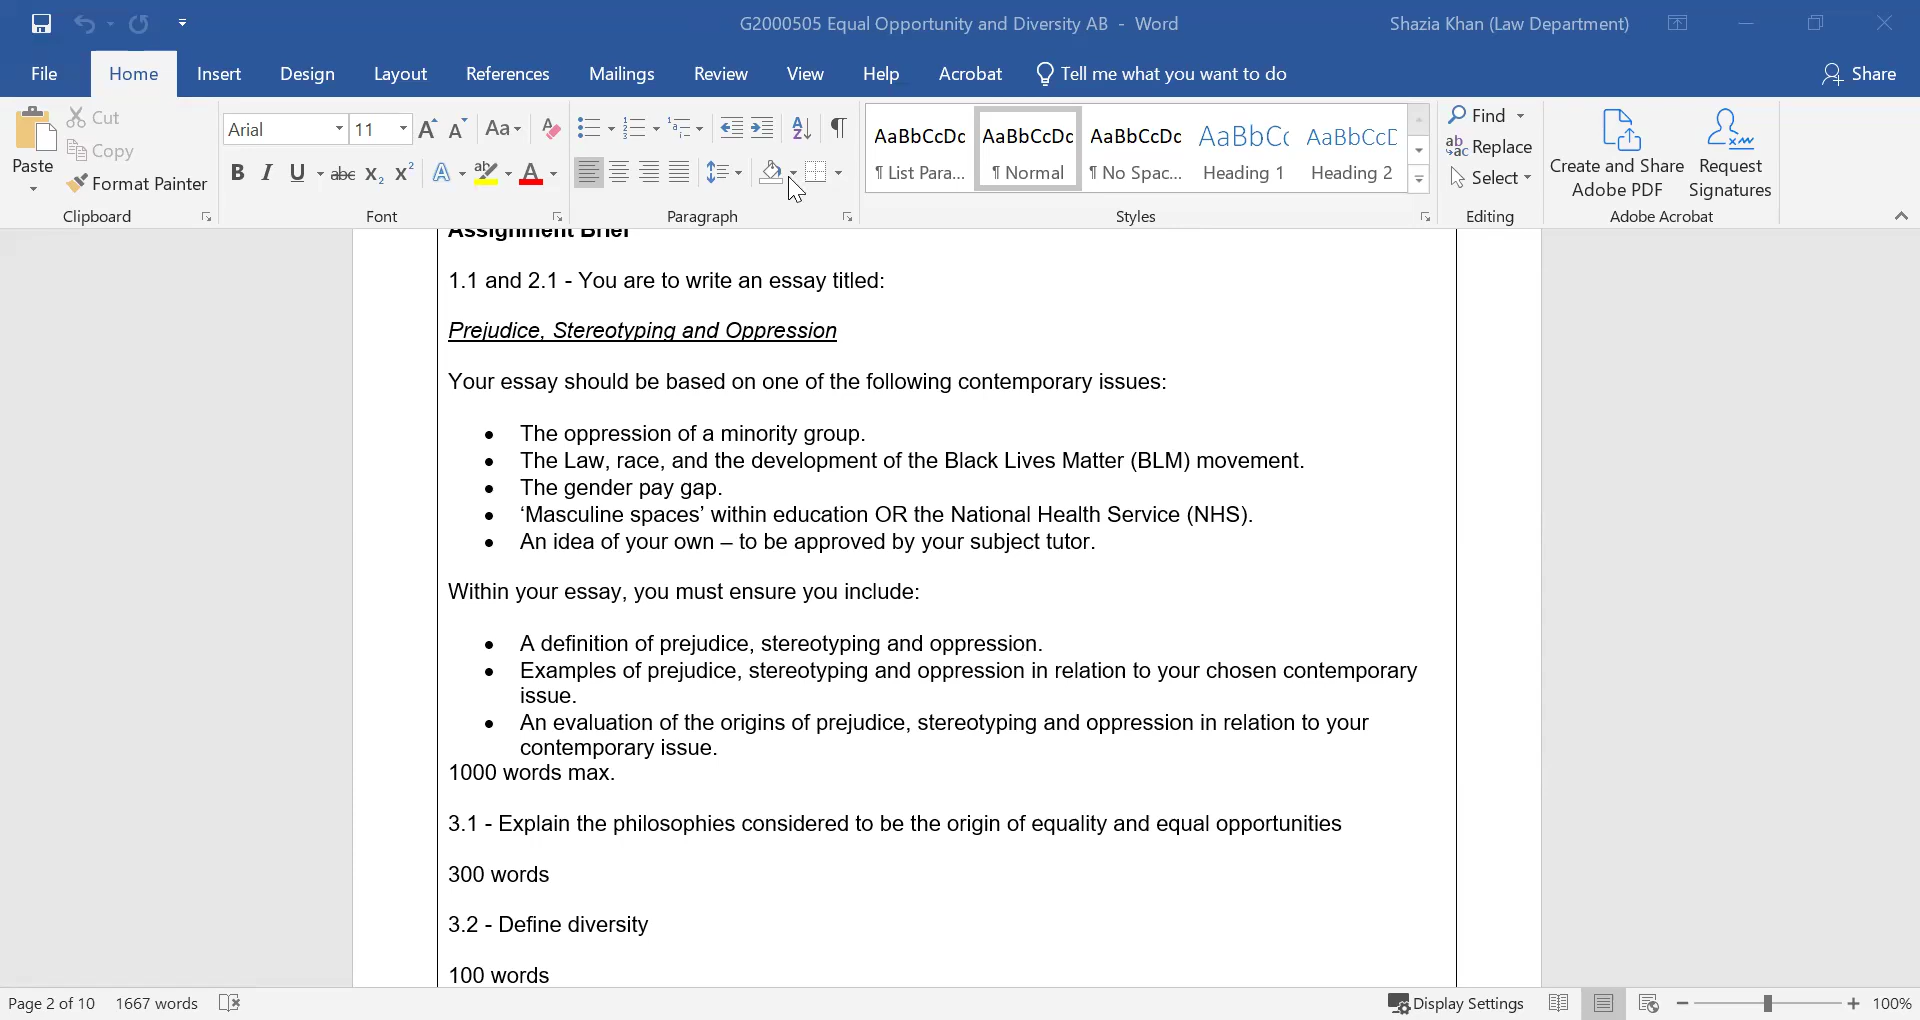 G2000505 Equal Opportunity and Diversity AB - Word
Shazia Khan (Law Department)
File Home Insert Design Layout References Mailings Review View Help Acrobat Tell me what you want to do Share
Paste
Cut
Copy
Format Painter
Clipboard
Arial 11
Aa
B I U abc X₂ X² A ab A
Font
Paragraph
AaBbCcDc AaBbCcDc AaBbCcDc AaBbCc AaBbCcD
¶ List Para... ¶ Normal ¶ No Spac... Heading 1 Heading 2
Styles
Find
Replace
Select
Editing
Create and Share
Adobe PDF
Request
Signatures
Adobe Acrobat
Assignment Brief
1.1 and 2.1 - You are to write an essay titled:
Prejudice, Stereotyping and Oppression
Your essay should be based on one of the following contemporary issues:
• The oppression of a minority group.
• The Law, race, and the development of the Black Lives Matter (BLM) movement.
• The gender pay gap.
• ‘Masculine spaces’ within education OR the National Health Service (NHS).
• An idea of your own – to be approved by your subject tutor.
Within your essay, you must ensure you include:
• A definition of prejudice, stereotyping and oppression.
• Examples of prejudice, stereotyping and oppression in relation to your chosen contemporary
issue.
• An evaluation of the origins of prejudice, stereotyping and oppression in relation to your
contemporary issue.
1000 words max.
3.1 - Explain the philosophies considered to be the origin of equality and equal opportunities
300 words
3.2 - Define diversity
100 words
Page 2 of 10 1667 words Display Settings 100%